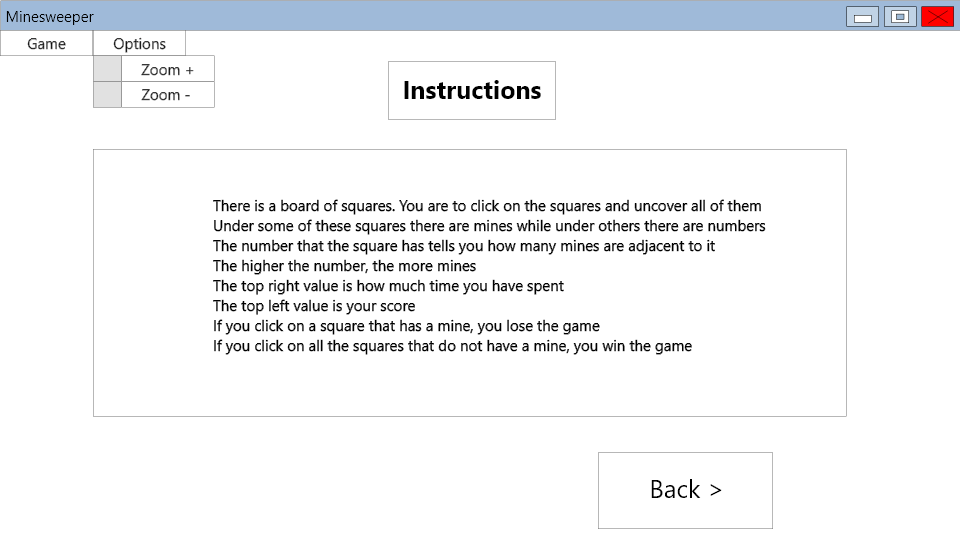 Minesweeper
Game
Options
Zoom +
Zoom -
Instructions
There is a board of squares. You are to click on the squares and uncover all of them
Under some of these squares there are mines while under others there are numbers
The number that the square has tells you how many mines are adjacent to it
The higher the number, the more mines
The top right value is how much time you have spent
The top left value is your score
If you click on a square that has a mine, you lose the game
If you click on all the squares that do not have a mine, you win the game
Back >